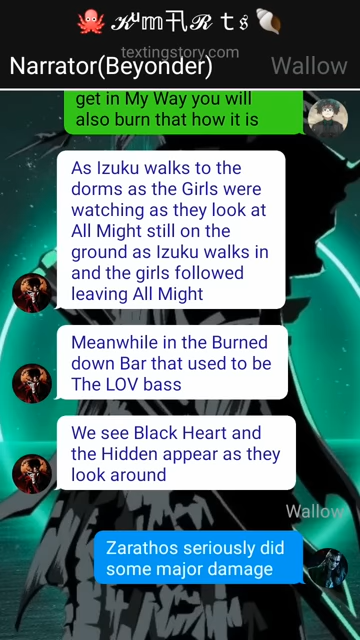 🐙 𝒦ᵘ𝕞卂ℛ 𝕥𝔰 🐚
textingstory.com
Narrator(Beyonder) Wallow
get in My Way you will
also burn that how it is
As Izuku walks to the
dorms as the Girls were
watching as they look at
All Might still on the
ground as Izuku walks in
and the girls followed
leaving All Might
Meanwhile in the Burned
down Bar that used to be
The LOV bass
We see Black Heart and
the Hidden appear as they
look around
Wallow
Zarathos seriously did
some major damage